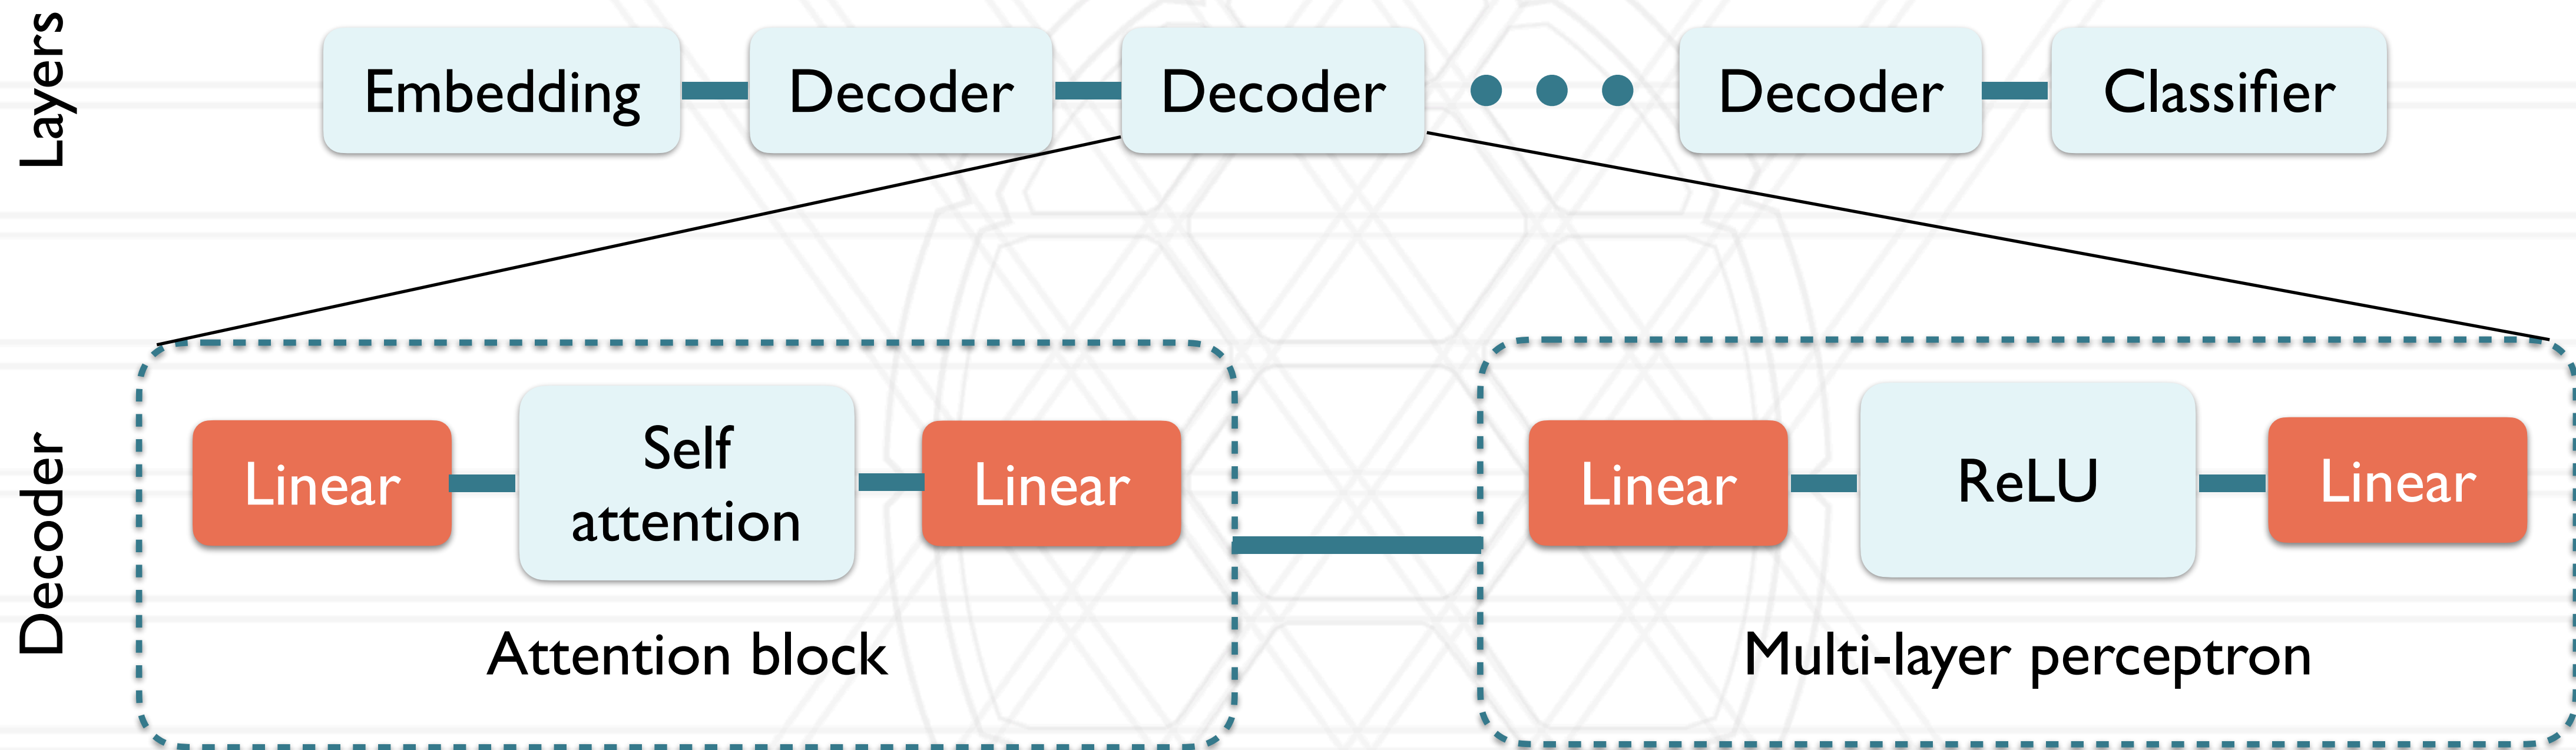 Layers
Embedding
Decoder
Decoder
Decoder
Classifier
Decoder
Linear
Self
attention
Linear
Attention block
Linear
ReLU
Linear
Multi-layer perceptron